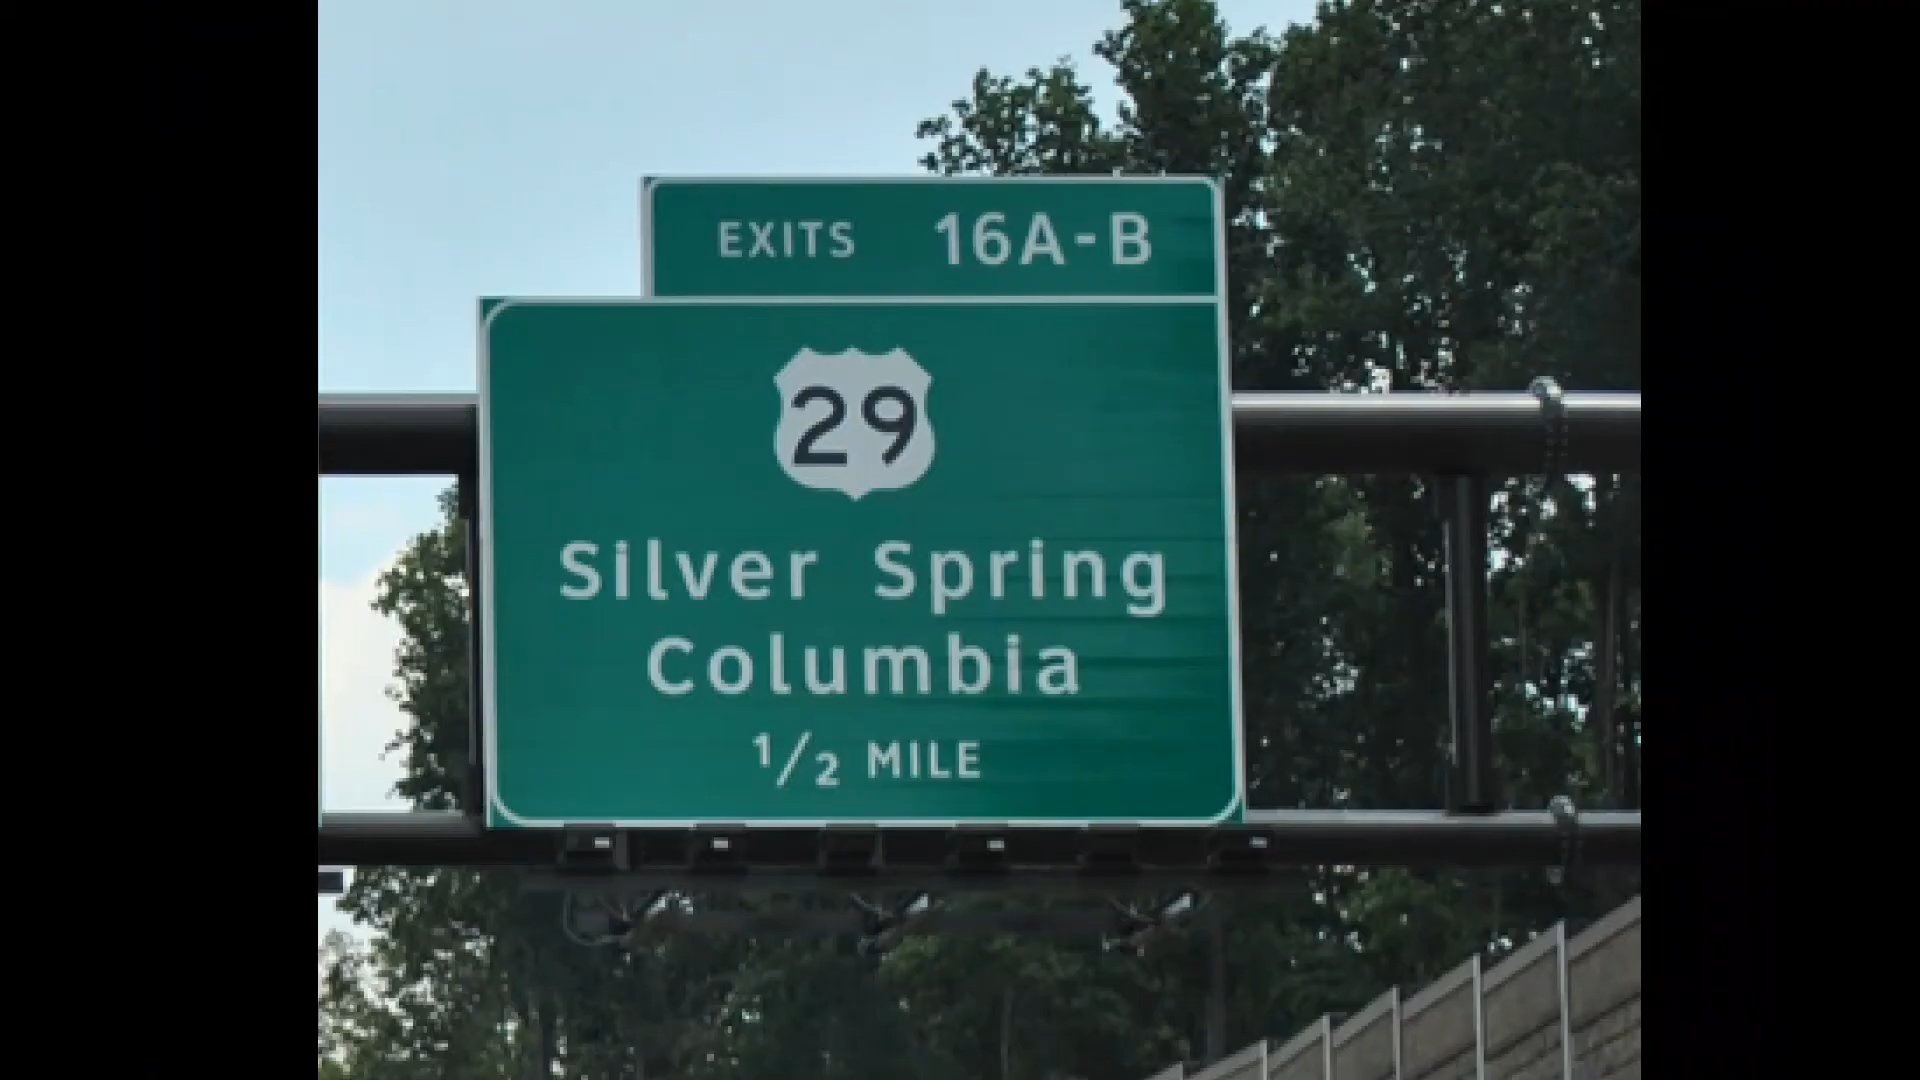 EXITS 16A-B
29
Silver Spring
Columbia
1/2 MILE